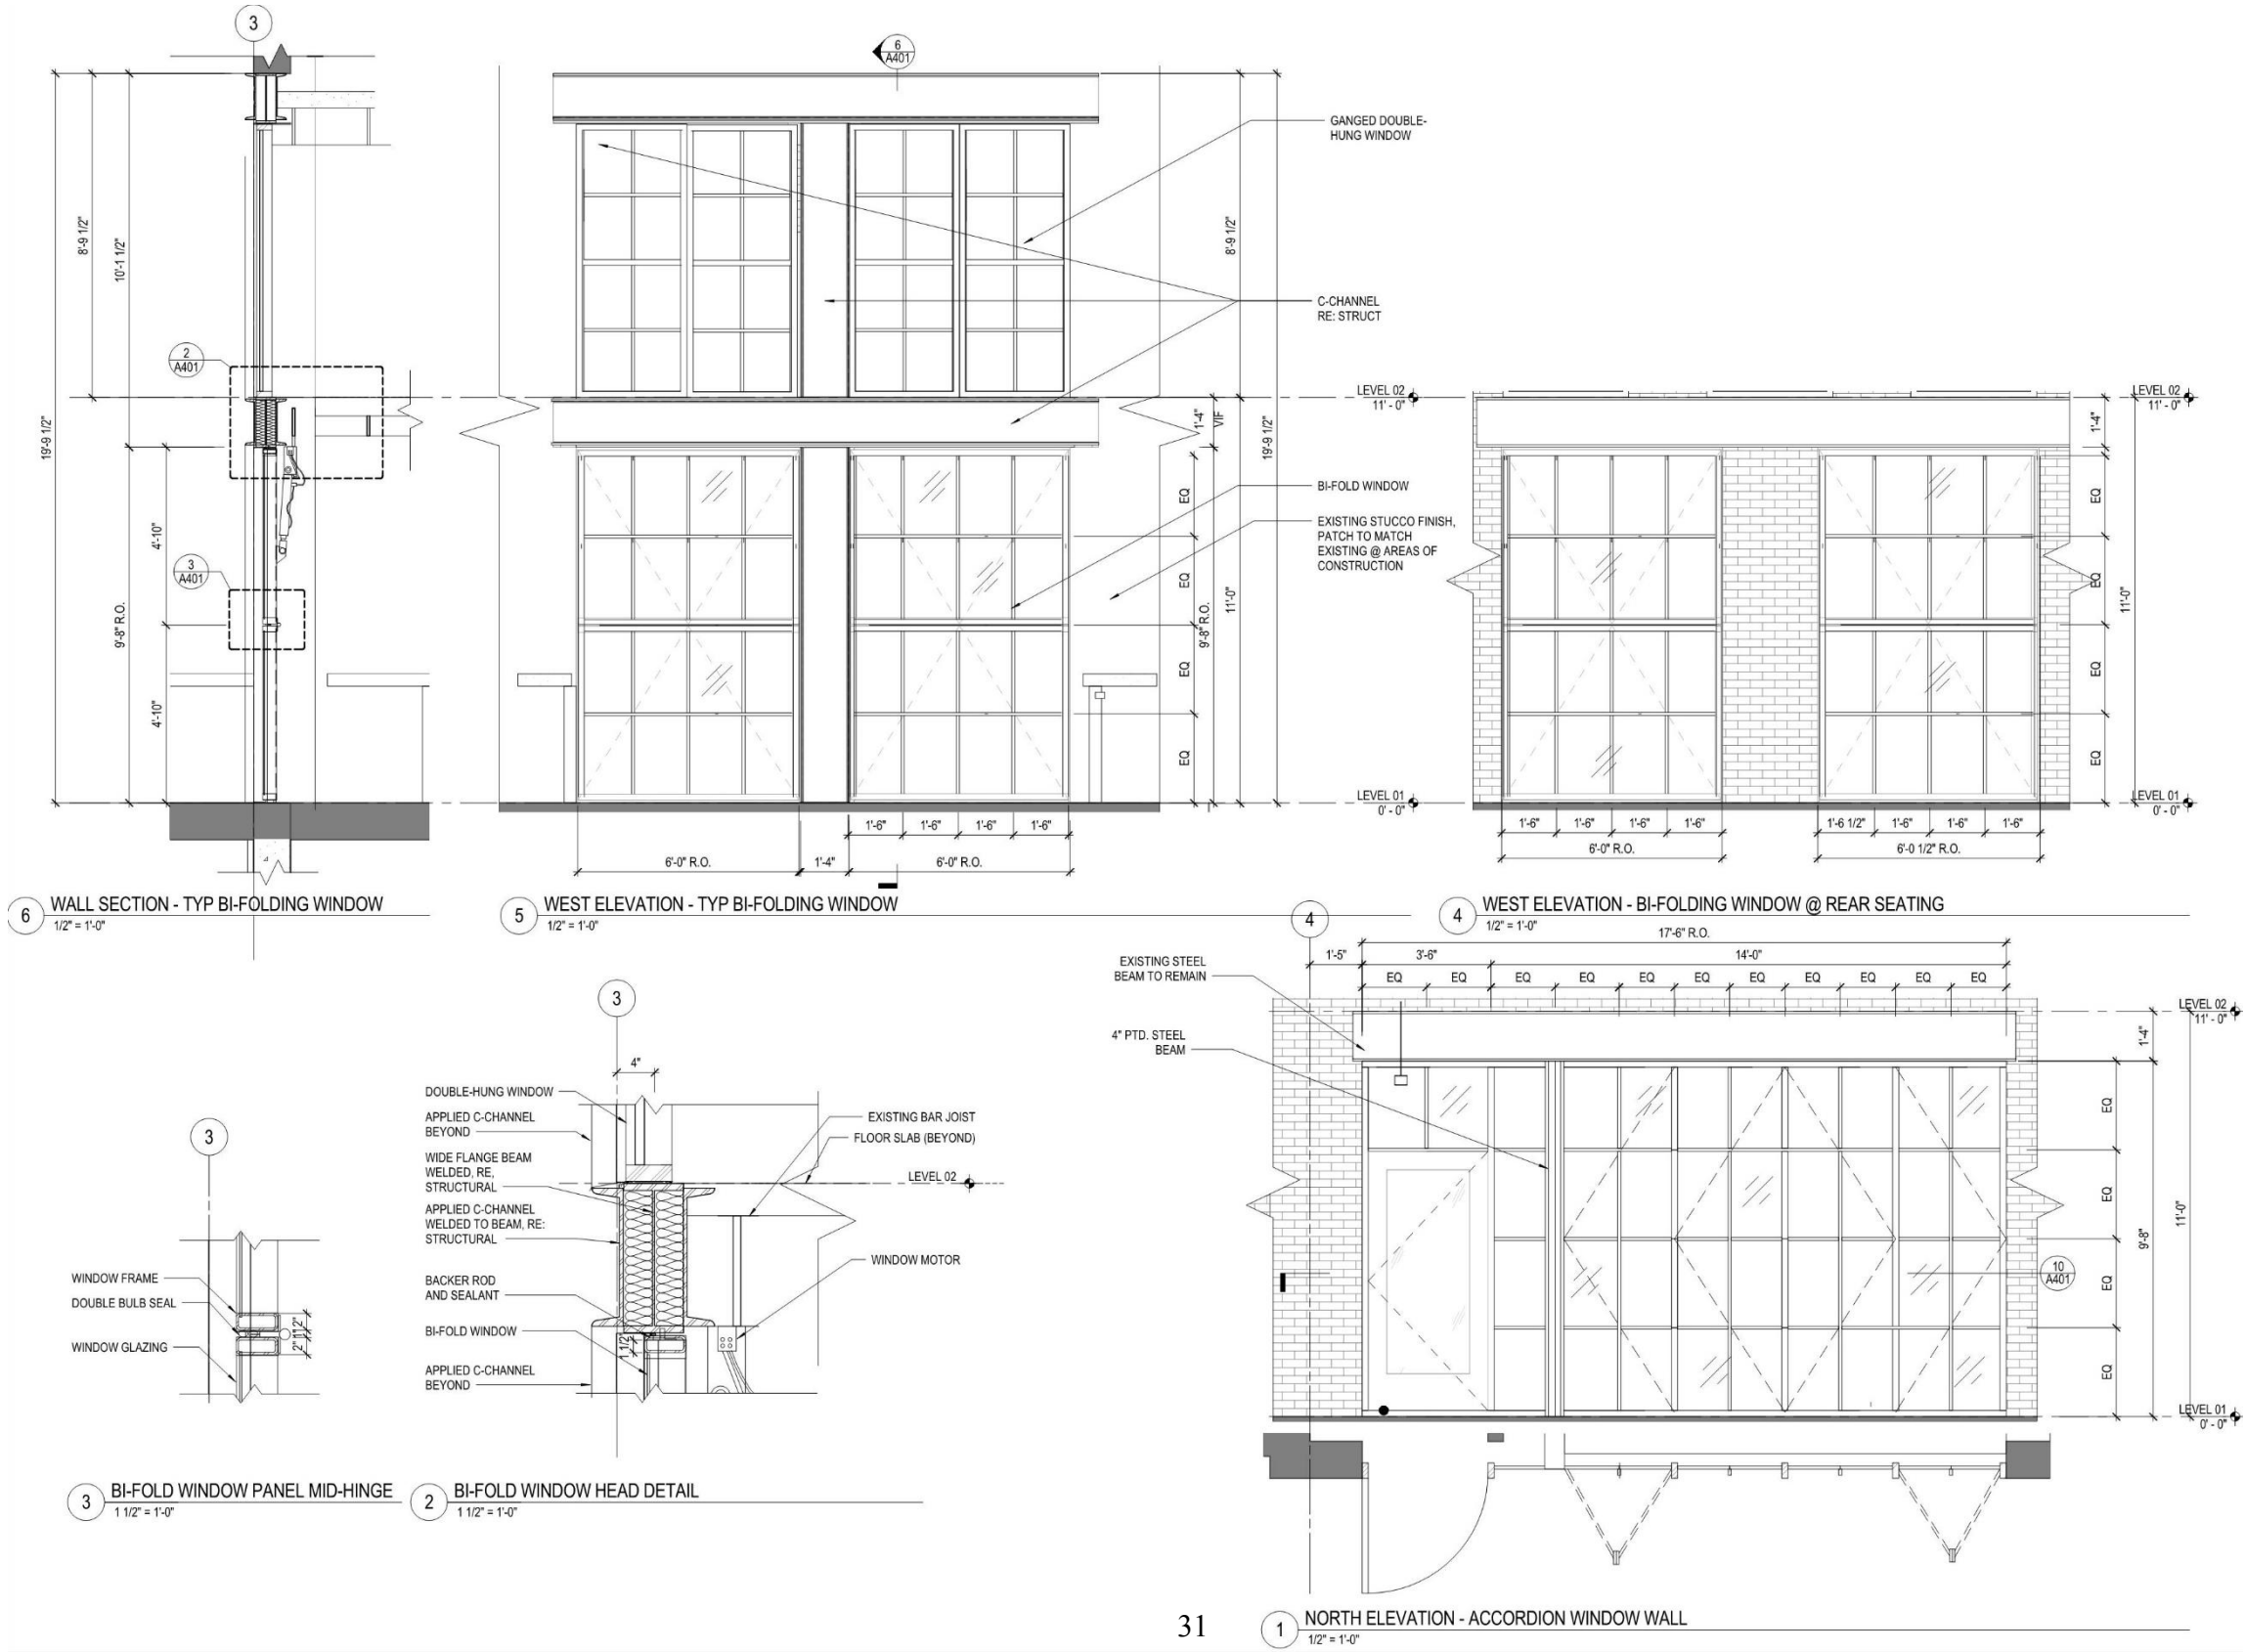 3
8'-9 1/2"
10'-1 1/2"
19'-9 1/2"
2
A401
3
A401
4'-10"
9'-8" R.O.
4'-10"
6 WALL SECTION - TYP BI-FOLDING WINDOW
1/2" = 1'-0"
6
A401
GANGED DOUBLE-
HUNG WINDOW
8'-9 1/2"
C-CHANNEL
RE: STRUCT
1'-4"
VIF
19'-9 1/2"
BI-FOLD WINDOW
EXISTING STUCCO FINISH,
PATCH TO MATCH
EXISTING @ AREAS OF
CONSTRUCTION
EQ
EQ
EQ
EQ
9'-8" R.O.
11'-0"
1'-6" 1'-6" 1'-6" 1'-6"
6'-0" R.O. 1'-4" 6'-0" R.O.
5 WEST ELEVATION - TYP BI-FOLDING WINDOW
1/2" = 1'-0"
LEVEL 02
11' - 0"
LEVEL 02
11' - 0"
1'-4"
EQ
EQ
EQ
EQ
11'-0"
LEVEL 01
0' - 0"
LEVEL 01
0' - 0"
1'-6" 1'-6" 1'-6" 1'-6" 1'-6 1/2" 1'-6" 1'-6" 1'-6"
6'-0" R.O. 6'-0 1/2" R.O.
4 WEST ELEVATION - BI-FOLDING WINDOW @ REAR SEATING
1/2" = 1'-0"
3
WINDOW FRAME
DOUBLE BULB SEAL
WINDOW GLAZING
2" 1" 2"
3 BI-FOLD WINDOW PANEL MID-HINGE
1 1/2" = 1'-0"
3
4"
DOUBLE-HUNG WINDOW
APPLIED C-CHANNEL
BEYOND
WIDE FLANGE BEAM
WELDED, RE,
STRUCTURAL
APPLIED C-CHANNEL
WELDED TO BEAM, RE:
STRUCTURAL
BACKER ROD
AND SEALANT
BI-FOLD WINDOW
APPLIED C-CHANNEL
BEYOND
1 1/2"
EXISTING BAR JOIST
FLOOR SLAB (BEYOND)
LEVEL 02
WINDOW MOTOR
2 BI-FOLD WINDOW HEAD DETAIL
1 1/2" = 1'-0"
4
17'-6" R.O.
1'-5" 3'-6" 14'-0"
EQ EQ EQ EQ EQ EQ EQ EQ EQ EQ
EXISTING STEEL
BEAM TO REMAIN
4" PTD. STEEL
BEAM
LEVEL 02
11' - 0"
1'-4"
EQ
EQ
EQ
EQ
9'-8"
11'-0"
10
A401
LEVEL 01
0' - 0"
1 NORTH ELEVATION - ACCORDION WINDOW WALL
1/2" = 1'-0"
31